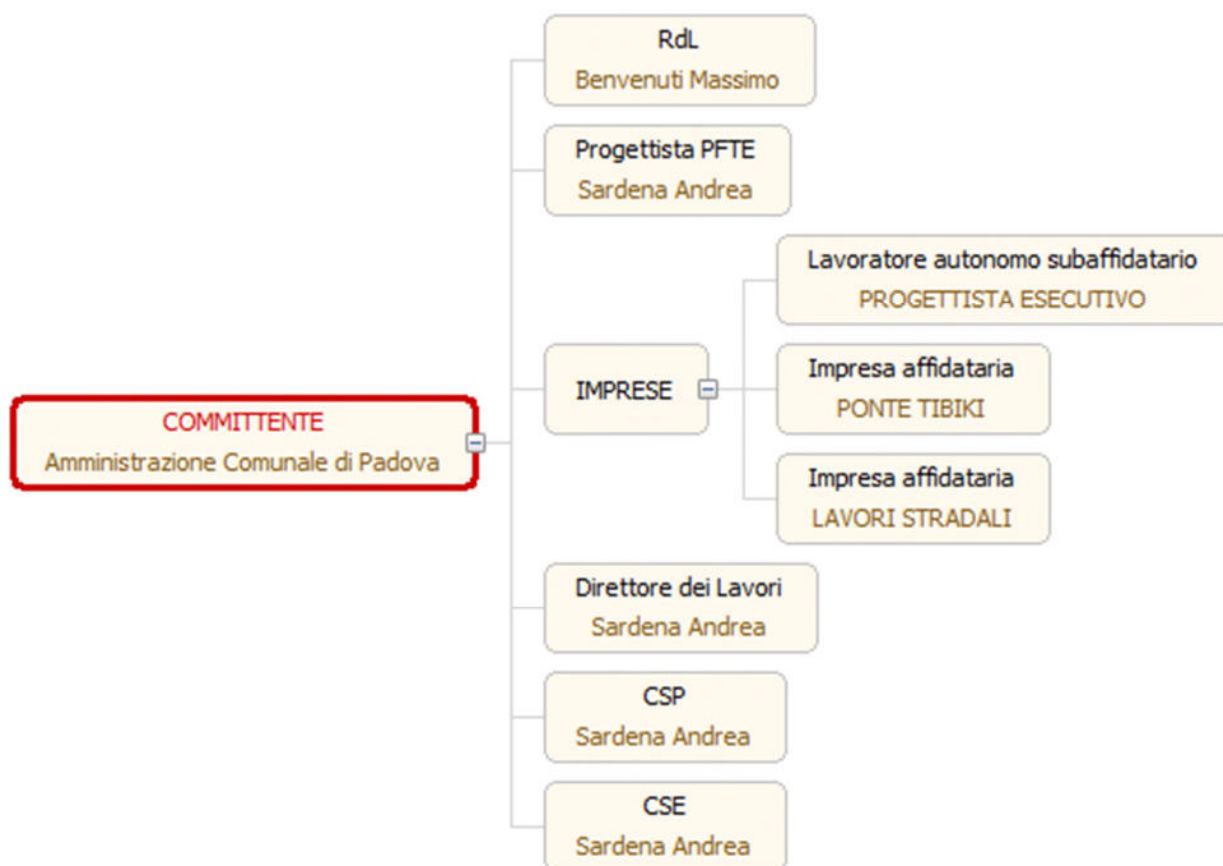 RdL
Benvenuti Massimo
Progettista PFTE
Sardena Andrea
Lavoratore autonomo subaffidatario
PROGETTISTA ESECUTIVO
IMPRESE
Impresa affidataria
PONTE TIBIKI
COMMITTENTE
Amministrazione Comunale di Padova
Impresa affidataria
LAVORI STRADALI
Direttore dei Lavori
Sardena Andrea
CSP
Sardena Andrea
CSE
Sardena Andrea